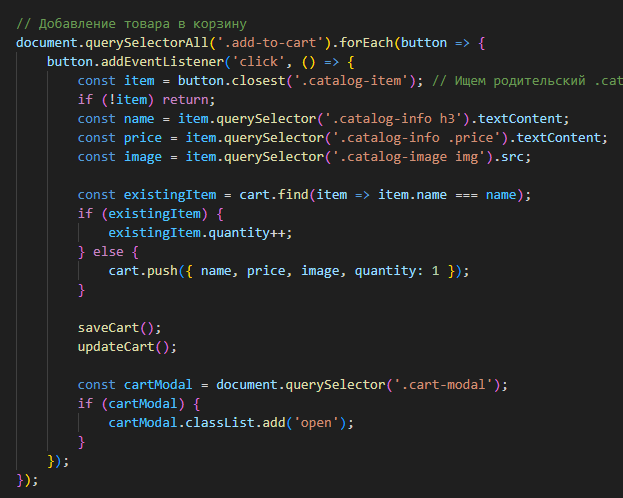 // Добавление товара в корзину
document.querySelectorAll('.add-to-cart').forEach(button => {
    button.addEventListener('click', () => {
        const item = button.closest('.catalog-item'); // Ищем родительский .cat
        if (!item) return;
        const name = item.querySelector('.catalog-info h3').textContent;
        const price = item.querySelector('.catalog-info .price').textContent;
        const image = item.querySelector('.catalog-image img').src;

        const existingItem = cart.find(item => item.name === name);
        if (existingItem) {
            existingItem.quantity++;
        } else {
            cart.push({ name, price, image, quantity: 1 });
        }

        saveCart();
        updateCart();

        const cartModal = document.querySelector('.cart-modal');
        if (cartModal) {
            cartModal.classList.add('open');
        }
    });
});